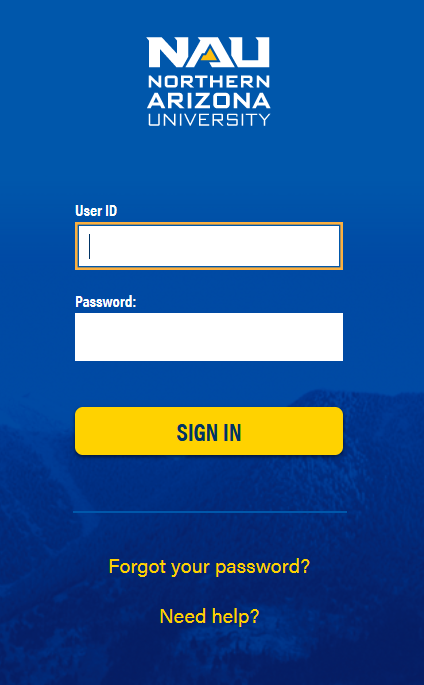 NAU
NORTHERN
ARIZONA
UNIVERSITY
User ID
Password:
SIGN IN
Forgot your password?
Need help?